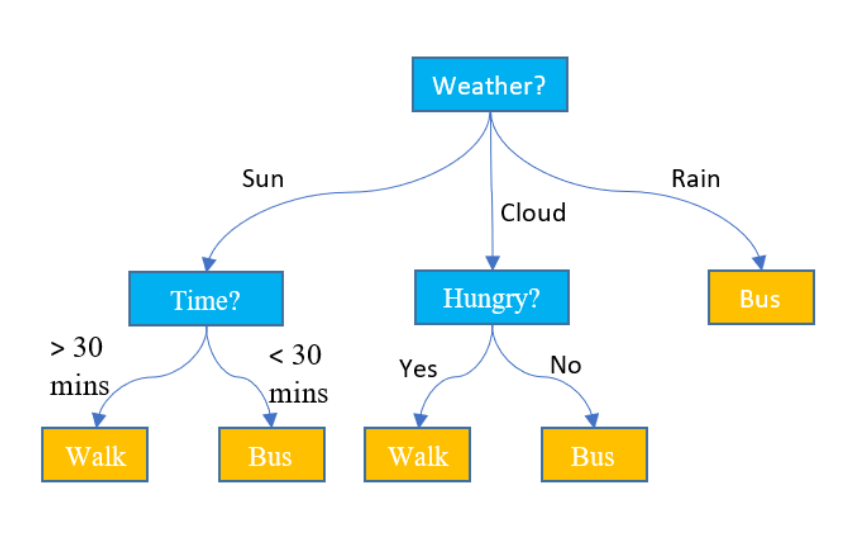 Weather?
Sun
Cloud
Rain
Time?
Hungry?
Bus
> 30
mins
< 30
mins
Yes
No
Walk
Bus
Walk
Bus